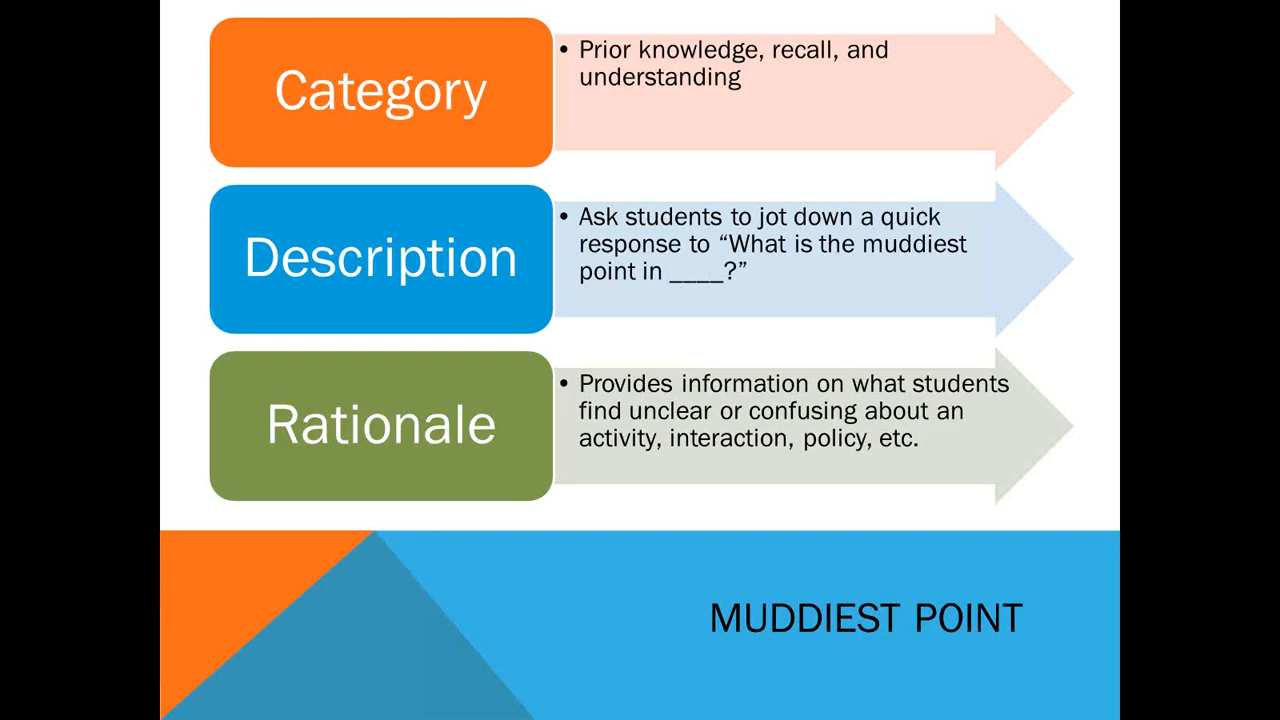 Category
• Prior knowledge, recall, and
understanding
Description
• Ask students to jot down a quick
response to “What is the muddiest
point in ____?”
Rationale
• Provides information on what students
find unclear or confusing about an
activity, interaction, policy, etc.
MUDDIEST POINT